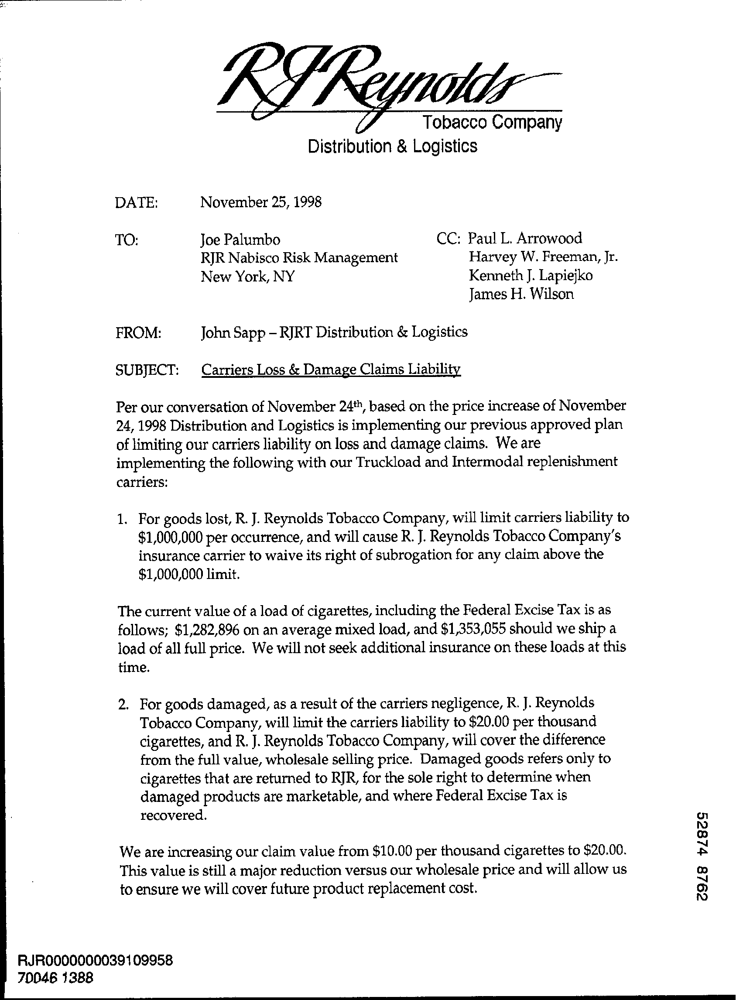 RJReynolds
Tobacco Company
Distribution & Logistics
DATE: November 25, 1998
TO: Joe Palumbo
RJR Nabisco Risk Management
New York, NY
CC: Paul L. Arrowood
Harvey W. Freeman, Jr.
Kenneth J. Lapiejko
James H. Wilson
FROM: John Sapp – RJRT Distribution & Logistics
SUBJECT: Carriers Loss & Damage Claims Liability
Per our conversation of November 24th, based on the price increase of November
24, 1998 Distribution and Logistics is implementing our previous approved plan
of limiting our carriers liability on loss and damage claims. We are
implementing the following with our Truckload and Intermodal replenishment
carriers:
1. For goods lost, R. J. Reynolds Tobacco Company, will limit carriers liability to
$1,000,000 per occurrence, and will cause R. J. Reynolds Tobacco Company's
insurance carrier to waive its right of subrogation for any claim above the
$1,000,000 limit.
The current value of a load of cigarettes, including the Federal Excise Tax is as
follows; $1,282,896 on an average mixed load, and $1,353,055 should we ship a
load of all full price. We will not seek additional insurance on these loads at this
time.
2. For goods damaged, as a result of the carriers negligence, R. J. Reynolds
Tobacco Company, will limit the carriers liability to $20.00 per thousand
cigarettes, and R. J. Reynolds Tobacco Company, will cover the difference
from the full value, wholesale selling price. Damaged goods refers only to
cigarettes that are returned to RJR, for the sole right to determine when
damaged products are marketable, and where Federal Excise Tax is
recovered.
We are increasing our claim value from $10.00 per thousand cigarettes to $20.00.
This value is still a major reduction versus our wholesale price and will allow us
to ensure we will cover future product replacement cost.
52874 8762
RJR0000000039109958
70046 1388